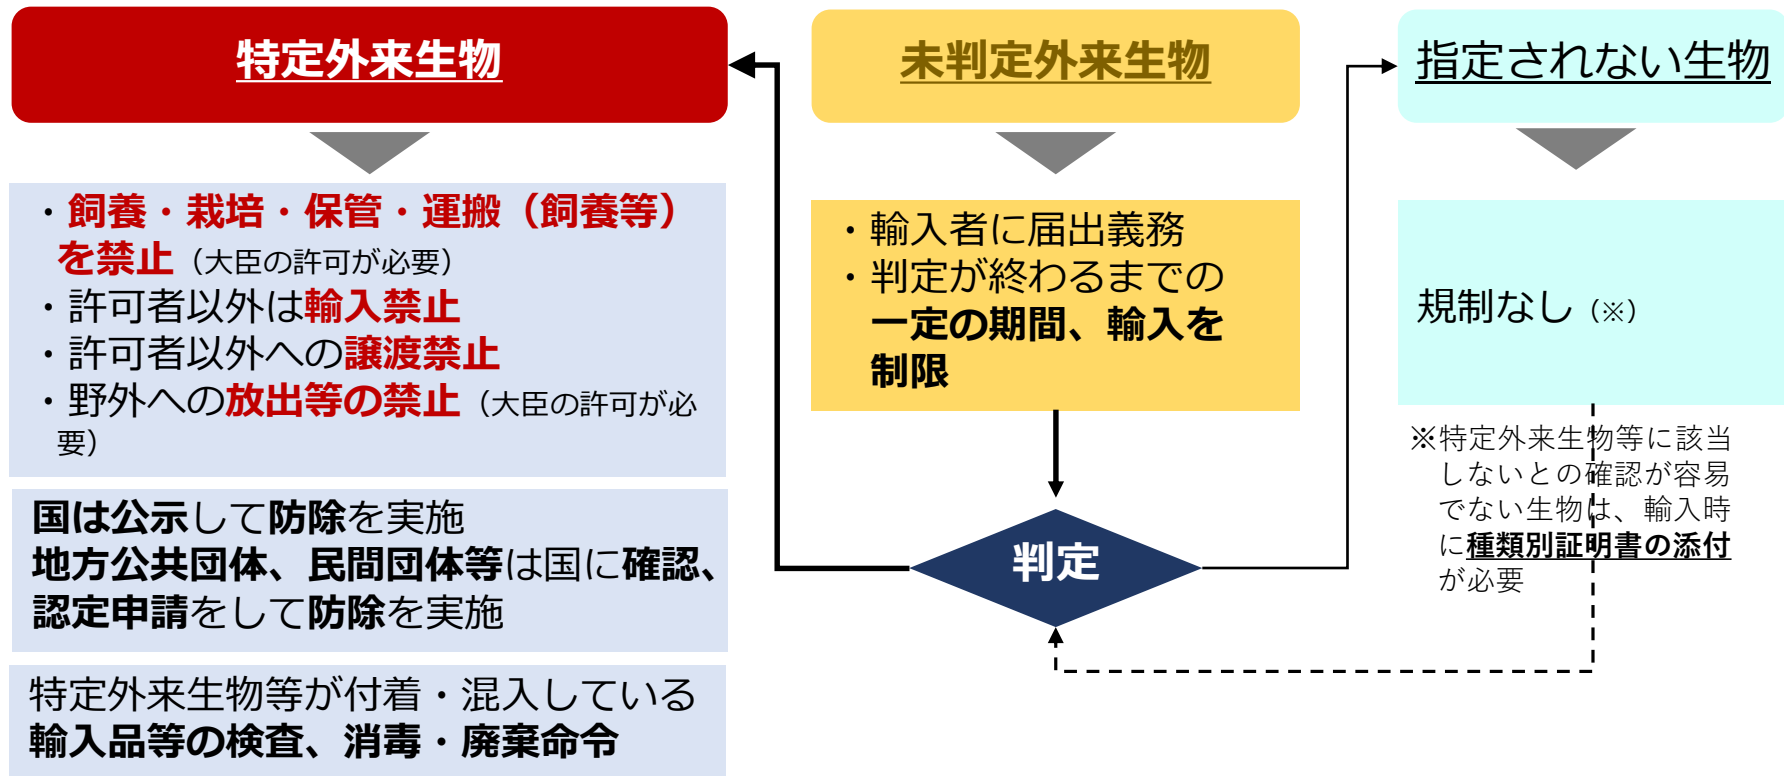 特定外来生物
・飼養・栽培・保管・運搬（飼養等）
を禁止（大臣の許可が必要）
・許可者以外は輸入禁止
・許可者以外への譲渡禁止
・野外への放出等の禁止（大臣の許可が必
要）
国は公示して防除を実施
地方公共団体、民間団体等は国に確認、
認定申請をして防除を実施
特定外来生物等が付着・混入している
輸入品等の検査、消毒・廃棄命令
未判定外来生物
・輸入者に届出義務
・判定が終わるまでの
一定の期間、輸入を
制限
判定
指定されない生物
規制なし（※）
※特定外来生物等に該当
しないとの確認が容易
でない生物は、輸入時
に種類別証明書の添付
が必要